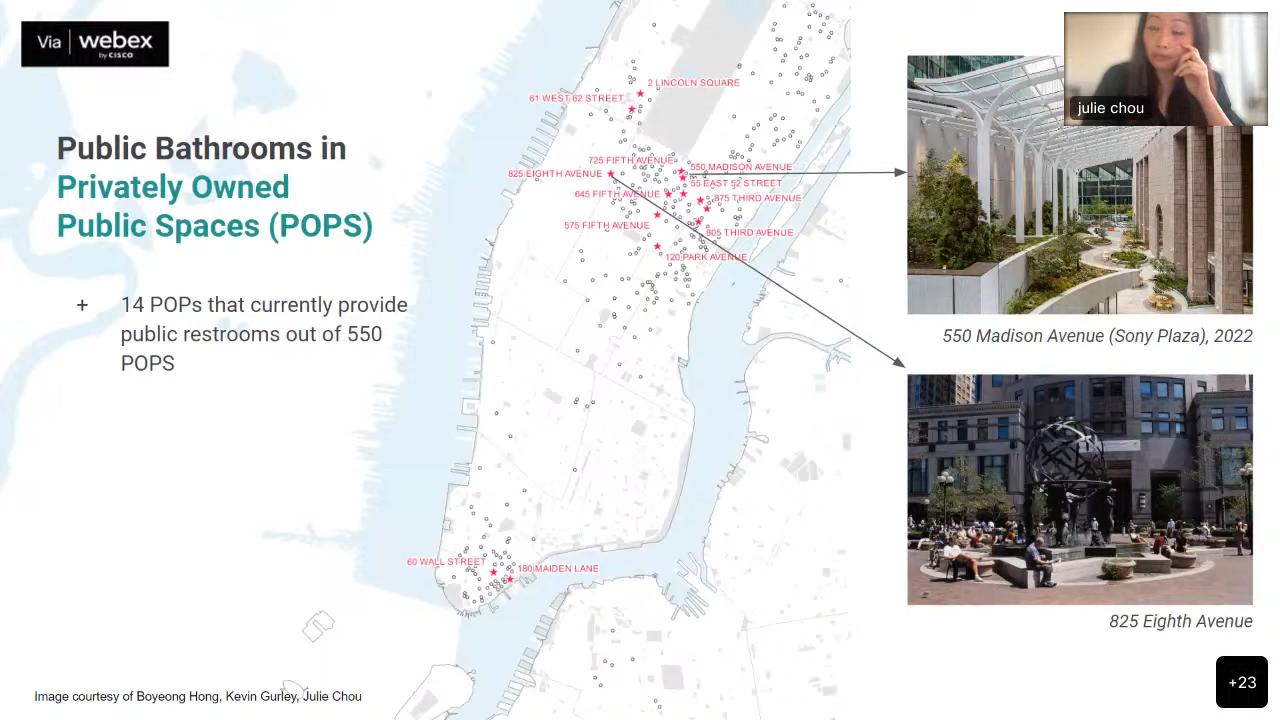 Via | webex
by CISCO
julie chou
Public Bathrooms in
Privately Owned
Public Spaces (POPS)
+ 14 POPs that currently provide
public restrooms out of 550
POPS
2 LINCOLN SQUARE
61 WEST 62 STREET
725 FIFTH AVENUE
550 MADISON AVENUE
825 EIGHTH AVENUE
55 EAST 52 STREET
645 FIFTH AVENUE
875 THIRD AVENUE
575 FIFTH AVENUE
805 THIRD AVENUE
120 PARK AVENUE
60 WALL STREET
180 MAIDEN LANE
550 Madison Avenue (Sony Plaza), 2022
825 Eighth Avenue
+23
Image courtesy of Boyeong Hong, Kevin Gurley, Julie Chou